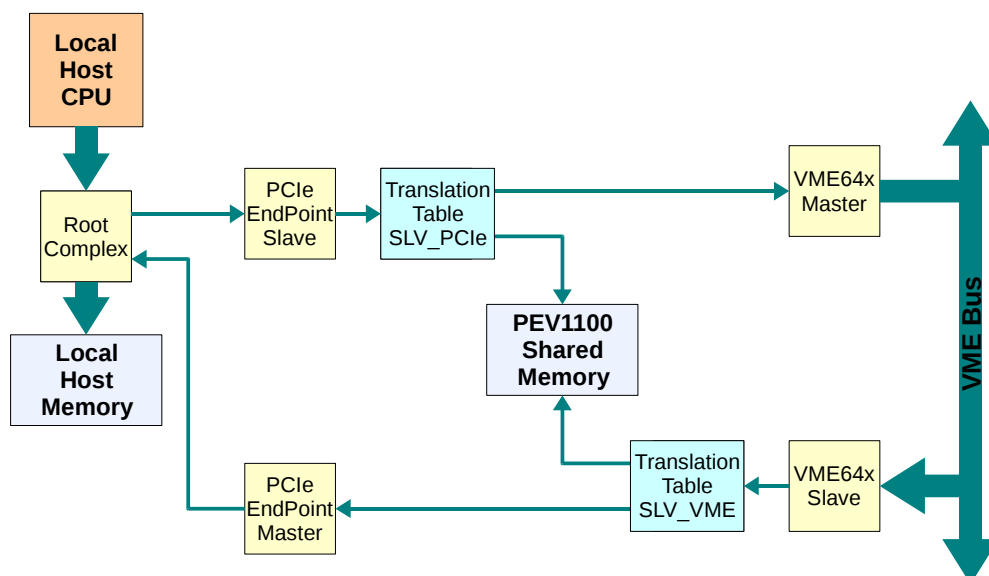 Local
Host
CPU
Root
Complex
Local
Host
Memory
PCIe
EndPoint
Slave
Translation
Table
SLV_PCIe
VME64x
Master
PEV1100
Shared
Memory
VME Bus
PCIe
EndPoint
Master
Translation
Table
SLV_VME
VME64x
Slave